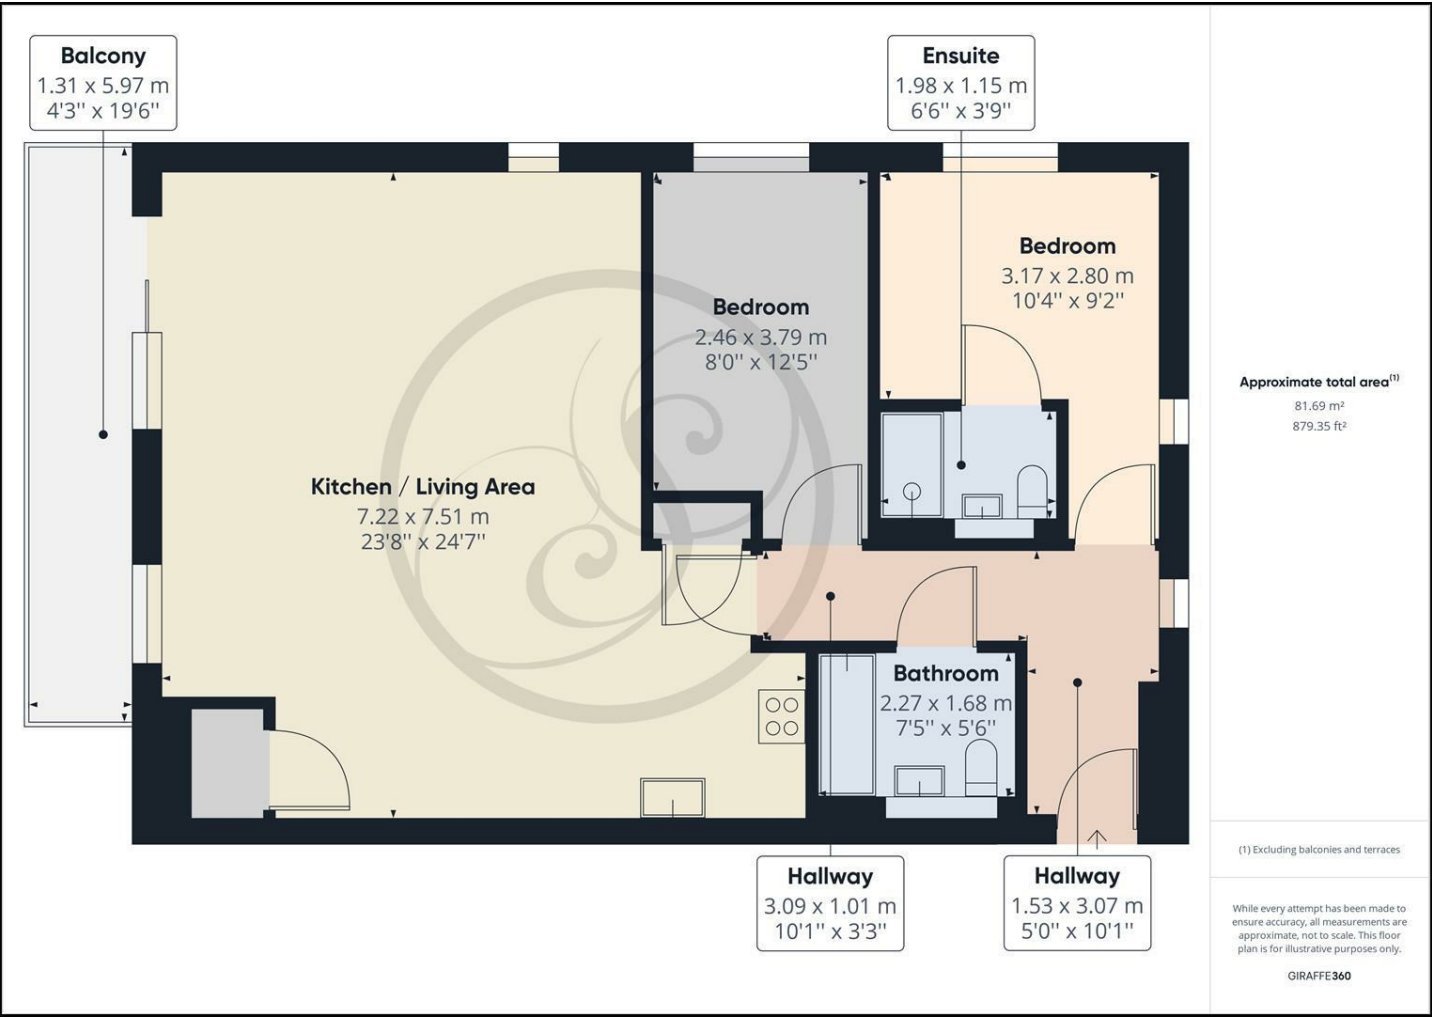 Balcony
1.31 x 5.97 m
4'3'' x 19'6''
Ensuite
1.98 x 1.15 m
6'6'' x 3'9''
Bedroom
3.17 x 2.80 m
10'4'' x 9'2''
Bedroom
2.46 x 3.79 m
8'0'' x 12'5''
Kitchen / Living Area
7.22 x 7.51 m
23'8'' x 24'7''
Bathroom
2.27 x 1.68 m
7'5'' x 5'6''
Hallway
3.09 x 1.01 m
10'1'' x 3'3''
Hallway
1.53 x 3.07 m
5'0'' x 10'1''
Approximate total area(1)
81.69 m²
879.35 ft²
(1) Excluding balconies and terraces
While every attempt has been made to
ensure accuracy, all measurements are
approximate, not to scale. This floor
plan is for illustrative purposes only.
GIRAFFE360